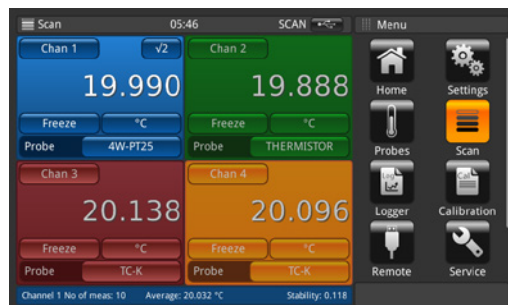 Scan 05:46 SCAN Menu
Chan 1 √2 Chan 2
19.990 19.888
Freeze °C Freeze °C
Probe 4W-PT25 Probe THERMISTOR
Home Settings
Chan 3 Chan 4
20.138 20.096
Freeze °C Freeze °C
Probe TC-K Probe TC-K
Probes Scan
Log Cal
Logger Calibration
Remote Service
Channel 1 No of meas: 10 Average: 20.032 °C Stability: 0.118